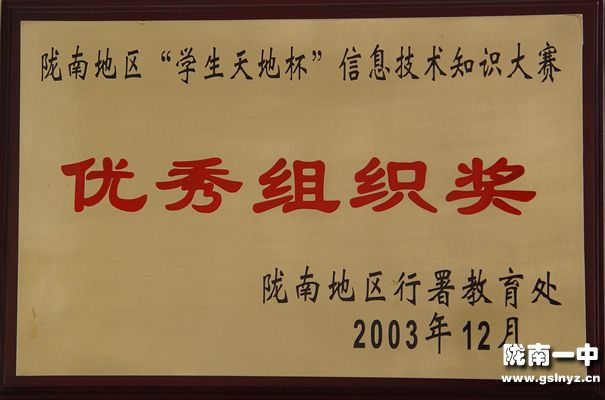 陇南地区“学生天地杯”信息技术知识大赛
优秀组织奖
陇南地区行署教育处
2003年12月
陇南一中
www.gslnyz.cn